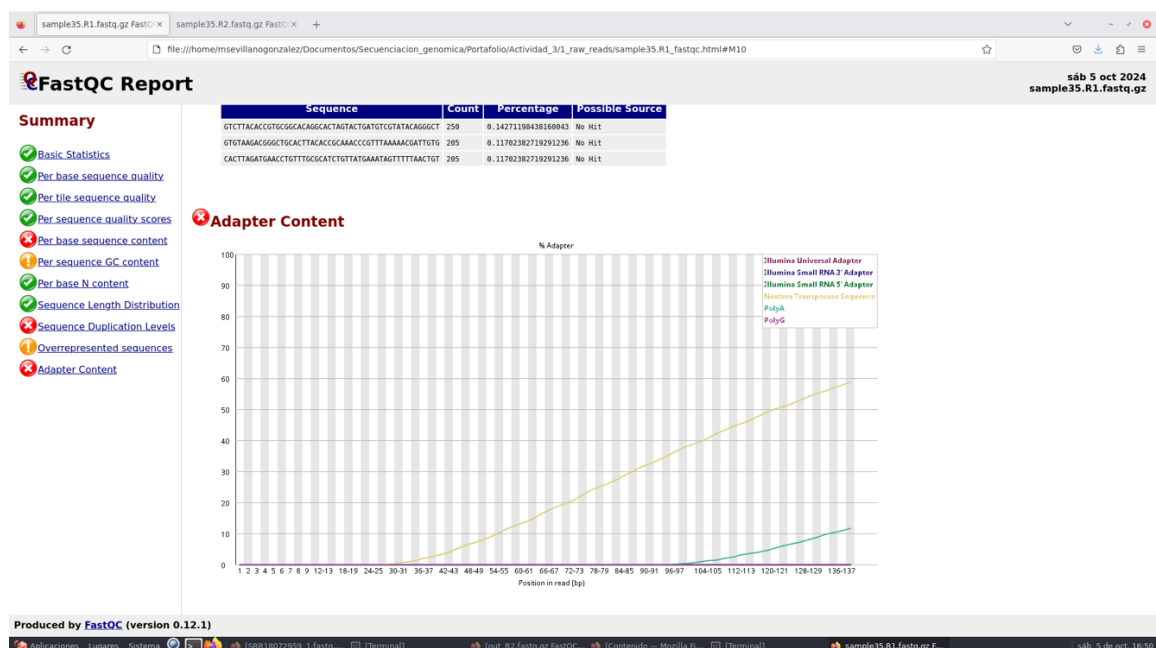 sample35.R1.fastq.gz FastQ
sample35.R2.fastq.gz FastQ
file:///home/msevillanogonzalez/Documentos/Secuenciacion_genomica/Portafolio/Actividad_3/1_raw_reads/sample35.R1_fastqc.html#M10
FastQC Report
sáb 5 oct 2024
sample35.R1.fastq.gz
Summary
Basic Statistics
Per base sequence quality
Per tile sequence quality
Per sequence quality scores
Per base sequence content
Per sequence GC content
Per base N content
Sequence Length Distribution
Sequence Duplication Levels
Overrepresented sequences
Adapter Content
Sequence Count Percentage Possible Source
GTCTTACACCGTGCGGCACAGGCACTAGTACTGATGTCGTATACAGGGCT 250 0.14271198438160043 No Hit
GTGTAAGACGGGCTGCACTTACACCGCAAACCCGTTTAAAAACGATTGTG 205 0.11702382719291236 No Hit
CACTTAGATGAACCTGTTTGCGCATCTGTTATGAAATAGTTTTTAACTGT 205 0.11702382719291236 No Hit
Adapter Content
% Adapter
Illumina Universal Adapter
Illumina Small RNA 3' Adapter
Illumina Small RNA 5' Adapter
Nextera Transposase Sequence
PolyA
PolyG
100
90
80
70
60
50
40
30
20
10
0
1 2 3 4 5 6 7 8 9 12-13 18-19 24-25 30-31 36-37 42-43 48-49 54-55 60-61 66-67 72-73 78-79 84-85 90-91 96-97 104-105 112-113 120-121 128-129 136-137
Position in read (bp)
Produced by FastQC (version 0.12.1)
Aplicaciones Lugares Sistema [SRR18072959_1.fastq.... [Terminal] [out_R2.fastq.gz FastQC... [Contenido — Mozilla Fi... [Terminal] sample35.R1.fastq.gz F... sáb 5 de oct, 16:50